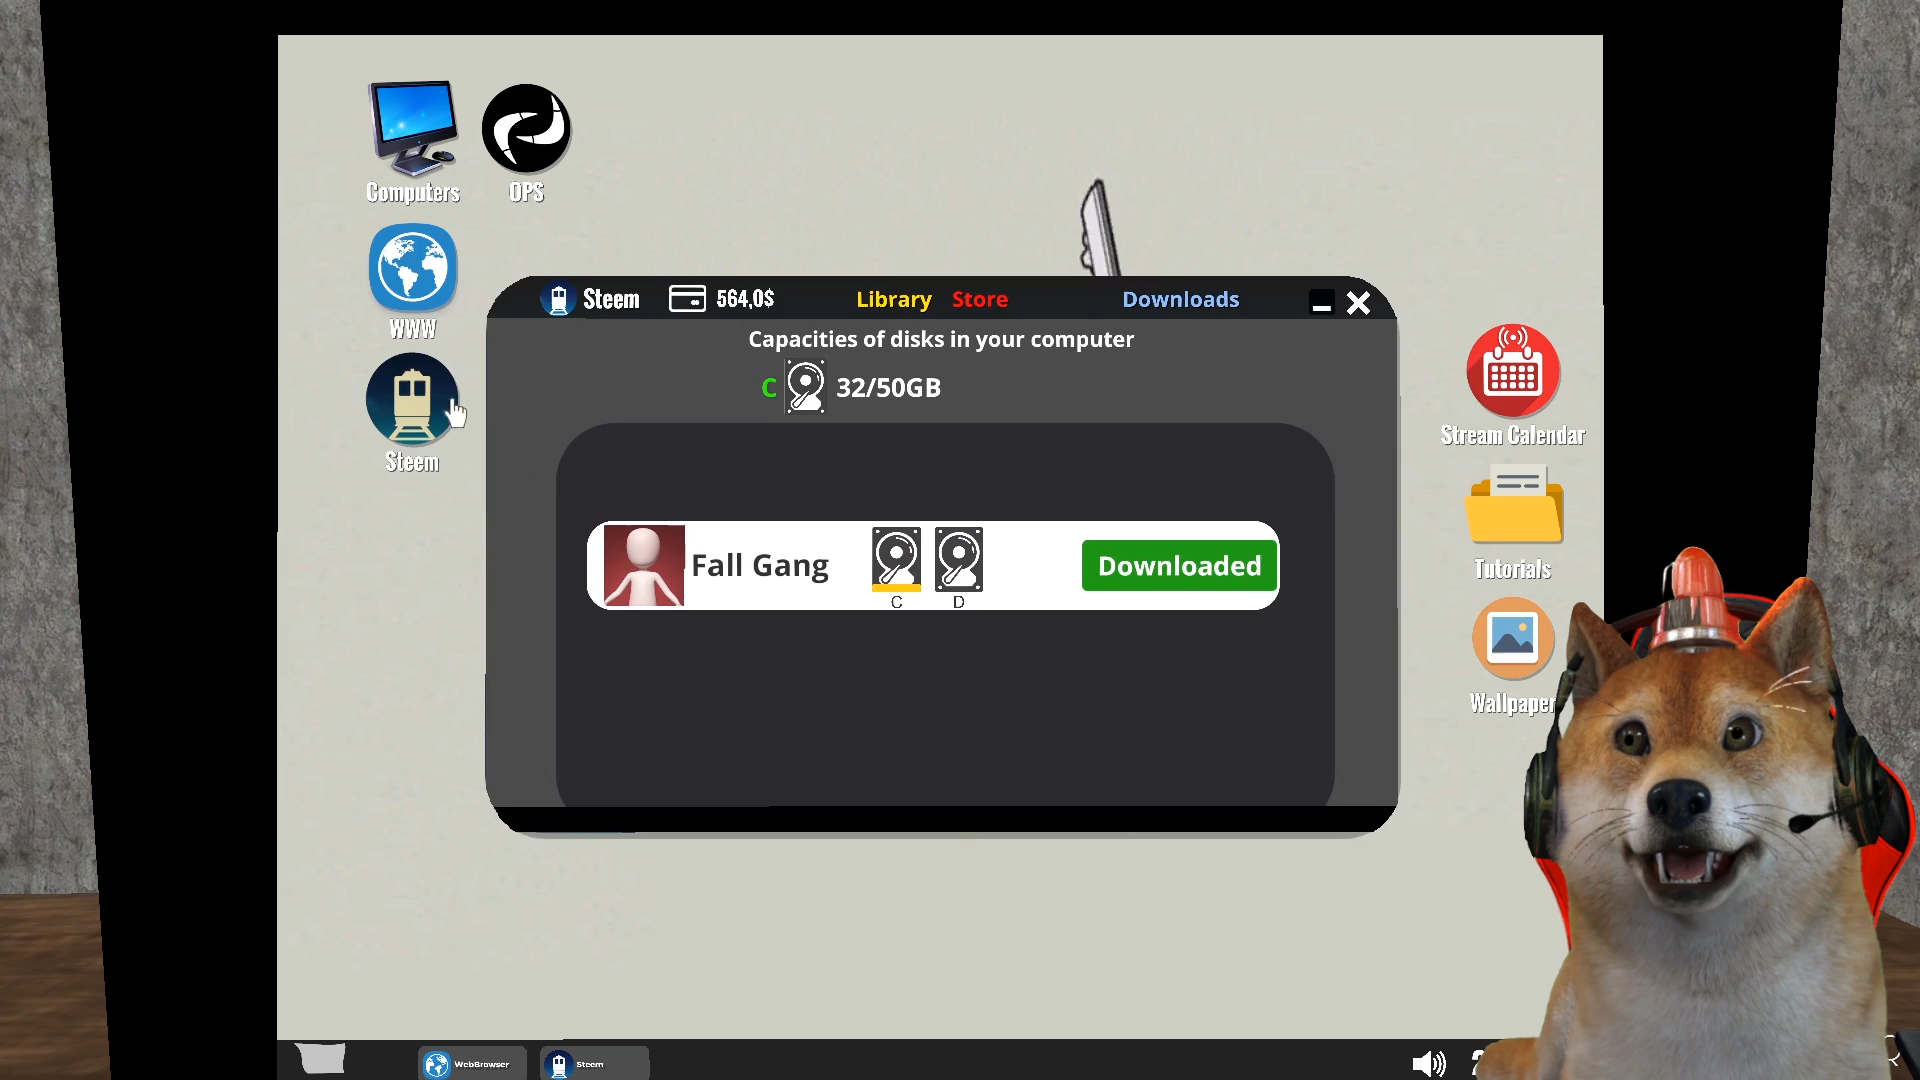 Computers
OPS
WWW
Steem
Steem 564,0$ Library Store Downloads
Capacities of disks in your computer
C 32/50GB
Fall Gang
C D
Downloaded
Stream Calendar
Tutorials
Wallpaper
WebBrowser
Steem